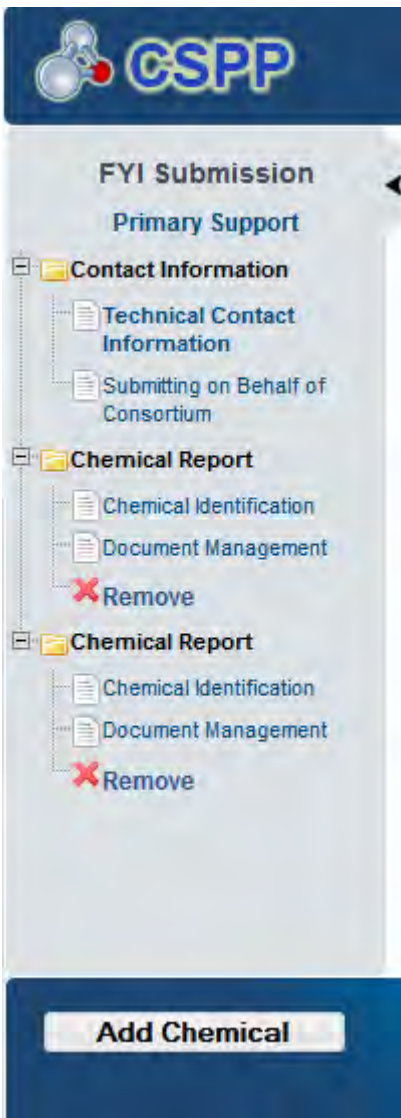 CSPP
FYI Submission
Primary Support
Contact Information
Technical Contact
Information
Submitting on Behalf of
Consortium
Chemical Report
Chemical Identification
Document Management
Remove
Chemical Report
Chemical Identification
Document Management
Remove
Add Chemical